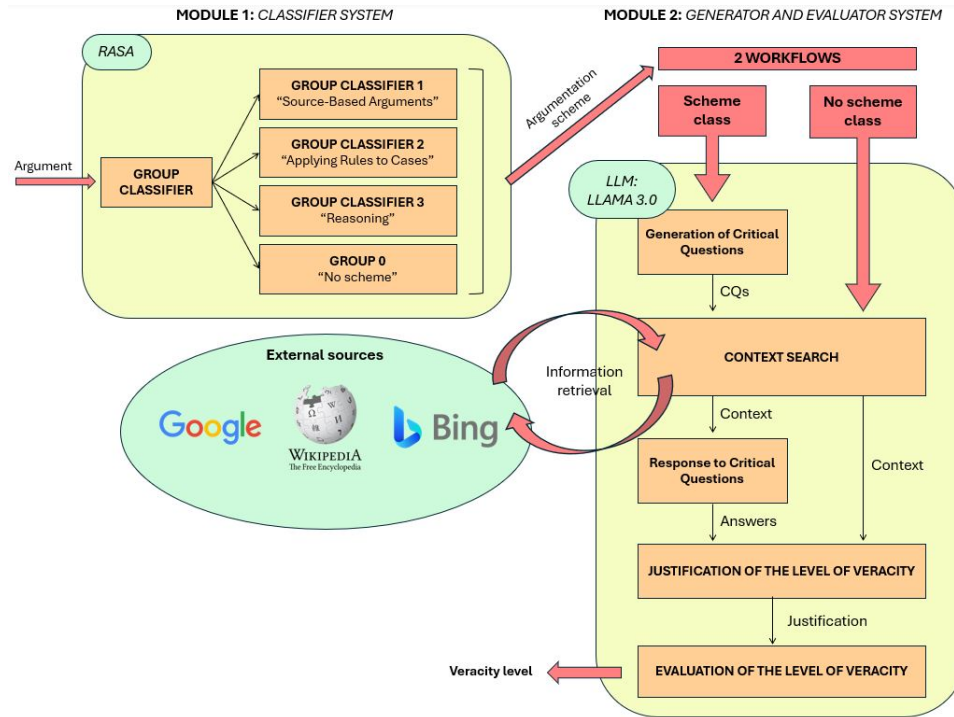 MODULE 1: CLASSIFIER SYSTEM
RASA
Argument
GROUP
CLASSIFIER
GROUP CLASSIFIER 1
“Source-Based Arguments”
GROUP CLASSIFIER 2
“Applying Rules to Cases”
GROUP CLASSIFIER 3
“Reasoning”
GROUP 0
“No scheme”
Argumentation
scheme
MODULE 2: GENERATOR AND EVALUATOR SYSTEM
2 WORKFLOWS
Scheme
class
No scheme
class
LLM:
LLAMA 3.0
Generation of Critical
Questions
CQs
CONTEXT SEARCH
External sources
Google
WIKIPEDIA
The Free Encyclopedia
Bing
Information
retrieval
Context
Response to Critical
Questions
Context
Answers
JUSTIFICATION OF THE LEVEL OF VERACITY
Justification
EVALUATION OF THE LEVEL OF VERACITY
Veracity level